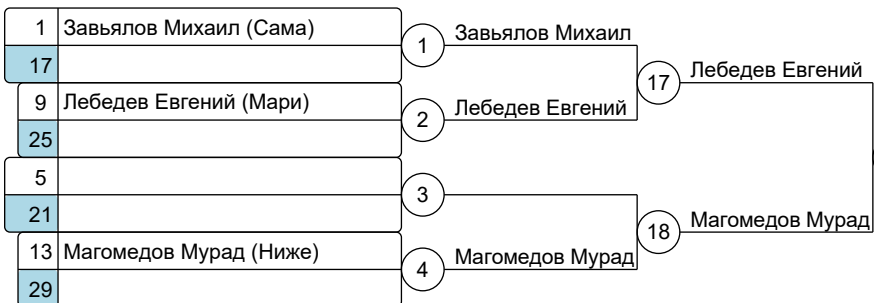 1 Завьялов Михаил (Сама)
17
9 Лебедев Евгений (Мари)
25
5
21
13 Магомедов Мурад (Ниже)
29
1 Завьялов Михаил
2 Лебедев Евгений
3
4 Магомедов Мурад
17 Лебедев Евгений
18 Магомедов Мурад